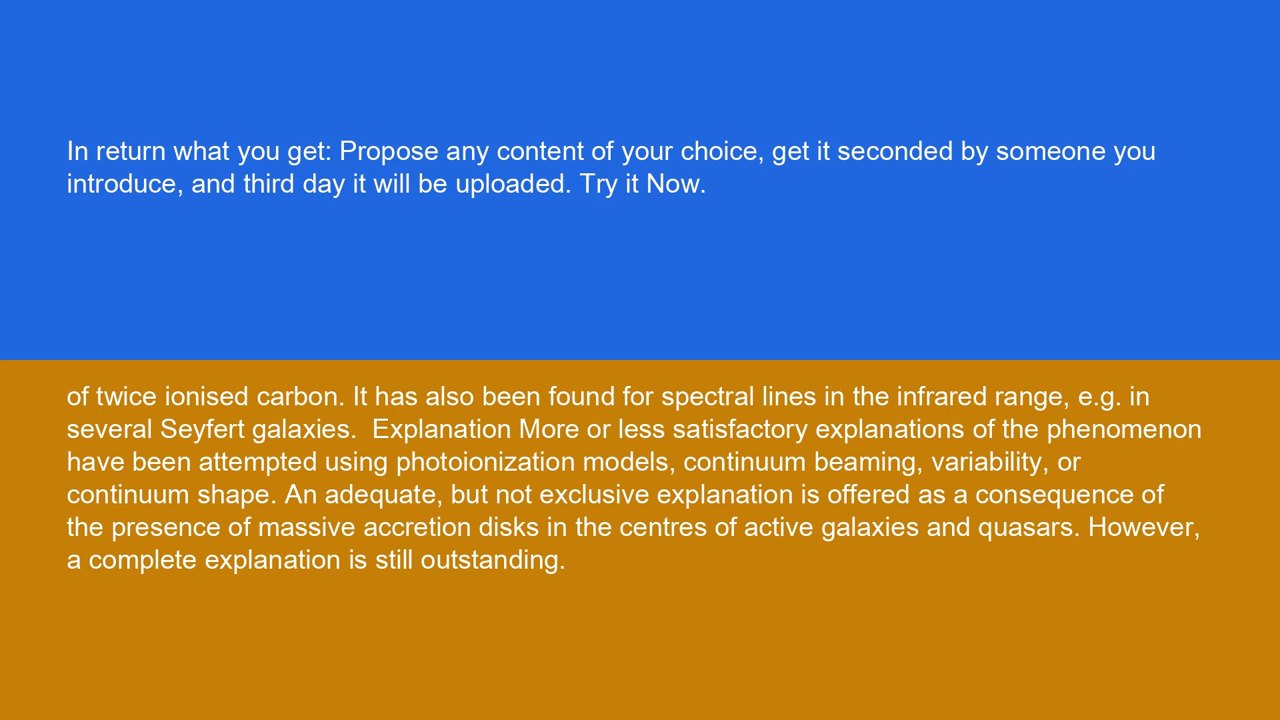 In return what you get: Propose any content of your choice, get it seconded by someone you
introduce, and third day it will be uploaded. Try it Now.
of twice ionised carbon. It has also been found for spectral lines in the infrared range, e.g. in
several Seyfert galaxies.  Explanation More or less satisfactory explanations of the phenomenon
have been attempted using photoionization models, continuum beaming, variability, or
continuum shape. An adequate, but not exclusive explanation is offered as a consequence of
the presence of massive accretion disks in the centres of active galaxies and quasars. However,
a complete explanation is still outstanding.